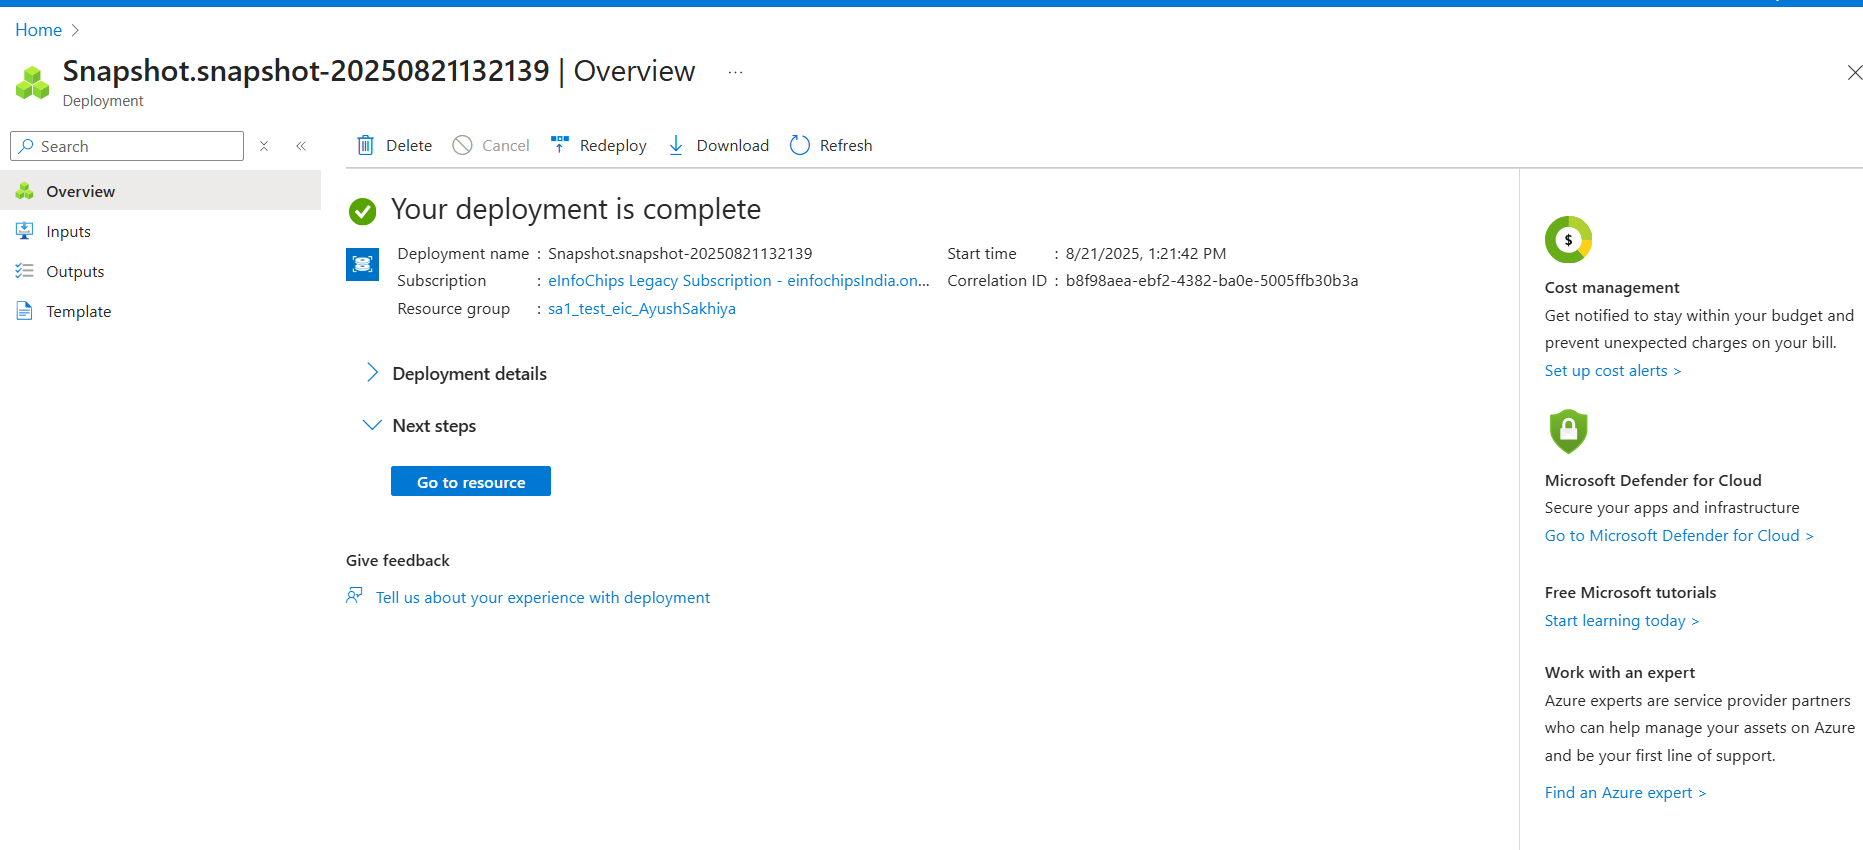 Home
Snapshot.snapshot-20250821132139 | Overview ...
Deployment
Search
Delete Cancel Redeploy Download Refresh
Overview
Inputs
Outputs
Template
Your deployment is complete
Deployment name : Snapshot.snapshot-20250821132139
Subscription : eInfoChips Legacy Subscription - einfochipsIndia.on...
Resource group : sa1_test_eic_AyushSakhiya
Start time : 8/21/2025, 1:21:42 PM
Correlation ID : b8f98aea-ebf2-4382-ba0e-5005ffb30b3a
Deployment details
Next steps
Go to resource
Give feedback
Tell us about your experience with deployment
$
Cost management
Get notified to stay within your budget and
prevent unexpected charges on your bill.
Set up cost alerts >
Microsoft Defender for Cloud
Secure your apps and infrastructure
Go to Microsoft Defender for Cloud >
Free Microsoft tutorials
Start learning today >
Work with an expert
Azure experts are service provider partners
who can help manage your assets on Azure
and be your first line of support.
Find an Azure expert >